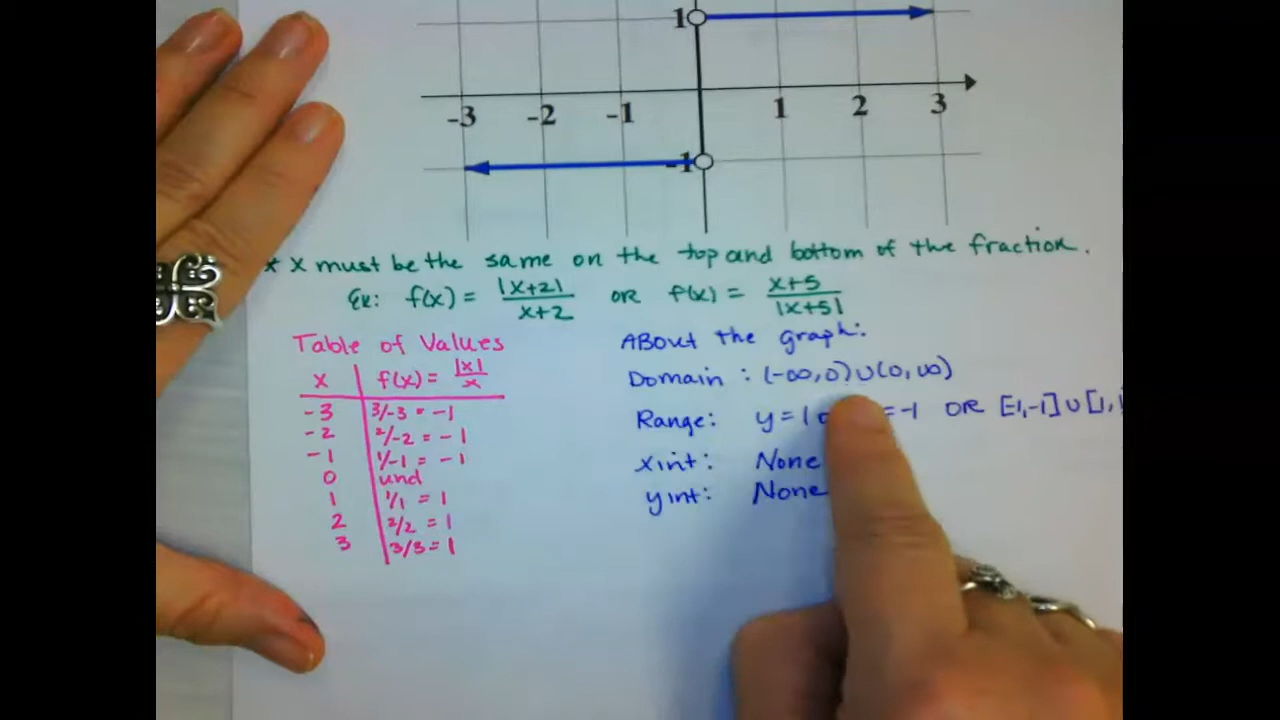 1
-3 -2 -1 1 2 3
-1
* X must be the same on the top and bottom of the fraction.
Ex: f(x) = |x+2| / x+2 OR f(x) = x+5 / |x+5|
Table of Values
x f(x) = |x| / x
-3 3/-3 = -1
-2 2/-2 = -1
-1 1/-1 = -1
0 und
1 1/1 = 1
2 2/2 = 1
3 3/3 = 1
ABout the graph:
Domain : (-∞,0)∪(0,∞)
Range: y=1 = -1 OR [-1,-1]∪[1,
xint: None
yint: None